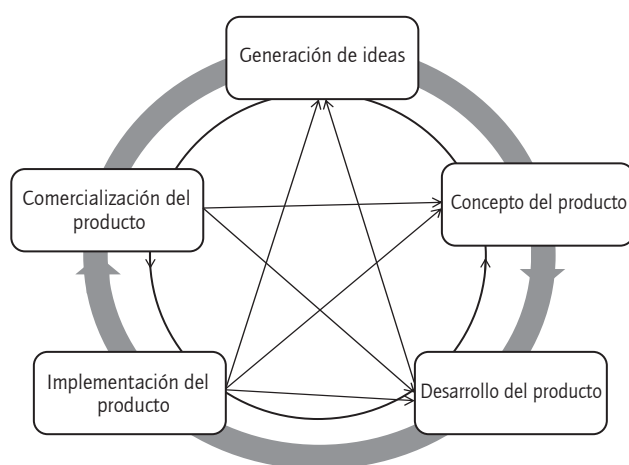 Generación de ideas
Comercialización del
producto
Concepto del producto
Implementación del
producto
Desarrollo del producto